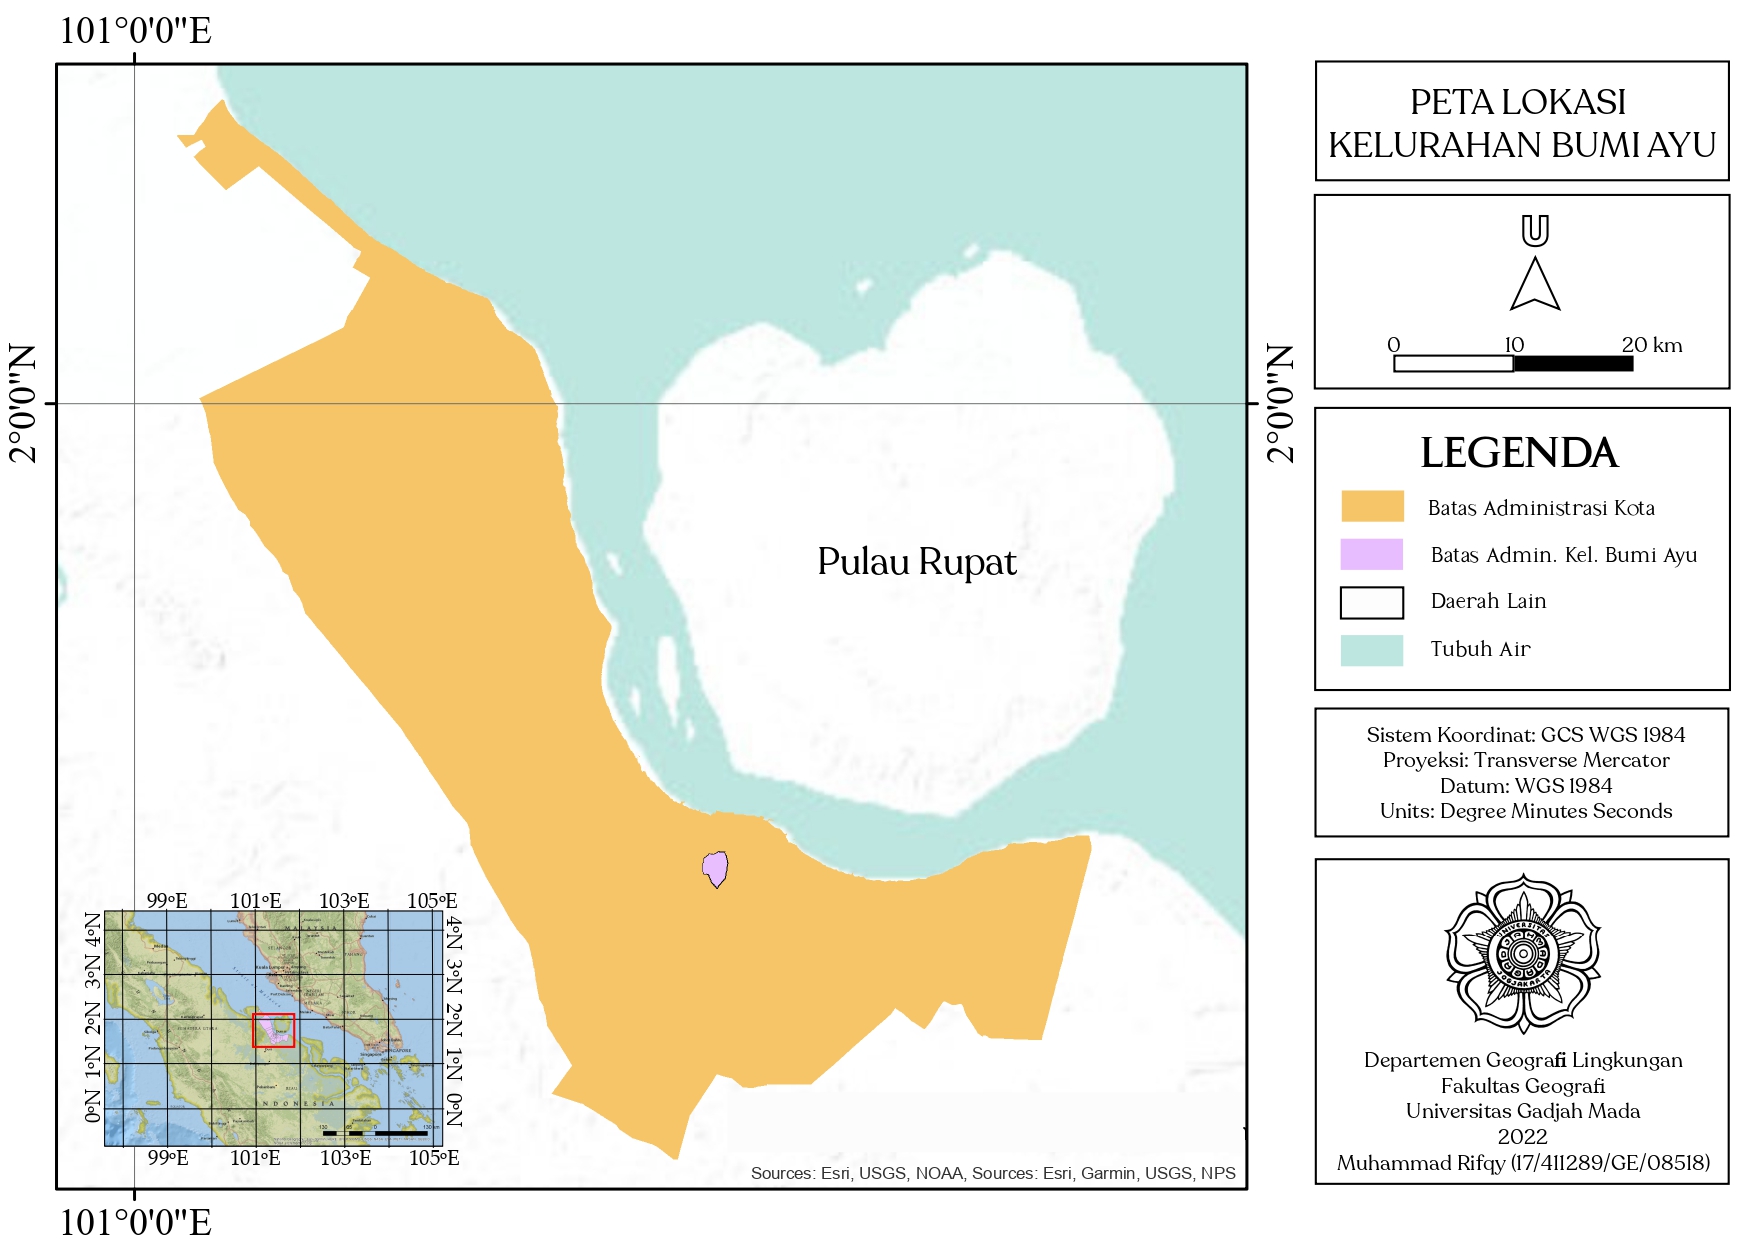 101°0'0"E
2°0'0"N
2°0'0"N
101°0'0"E
Pulau Rupat
Sources: Esri, USGS, NOAA, Sources: Esri, Garmin, USGS, NPS
99°E 101°E 103°E 105°E
4°N
3°N
2°N
1°N
0°N
4°N
3°N
2°N
1°N
0°N
MALAYSIA
INDONESIA
99°E 101°E 103°E 105°E
PETA LOKASI
KELURAHAN BUMI AYU
U
0 10 20 km
LEGENDA
Batas Administrasi Kota
Batas Admin. Kel. Bumi Ayu
Daerah Lain
Tubuh Air
Sistem Koordinat: GCS WGS 1984
Proyeksi: Transverse Mercator
Datum: WGS 1984
Units: Degree Minutes Seconds
UNIVERSITAS
GADJAH MADA
JOGJAKARTA
Departemen Geografi Lingkungan
Fakultas Geografi
Universitas Gadjah Mada
2022
Muhammad Rifqy (17/411289/GE/08518)